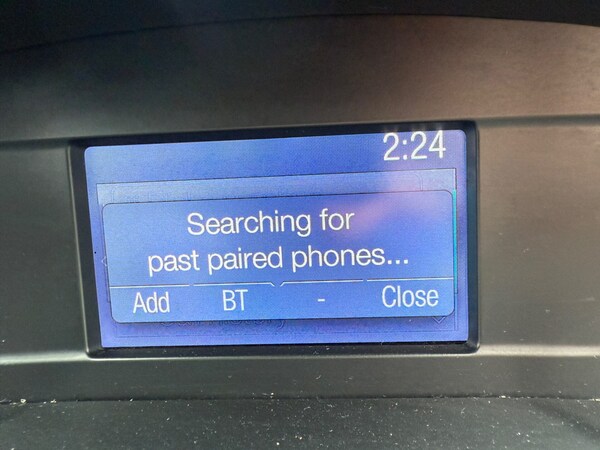 2:24
Searching for
past paired phones...
Add BT - Close